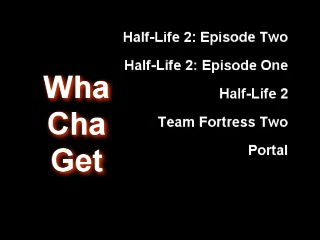 Wha
Cha
Get
Half-Life 2: Episode Two
Half-Life 2: Episode One
Half-Life 2
Team Fortress Two
Portal